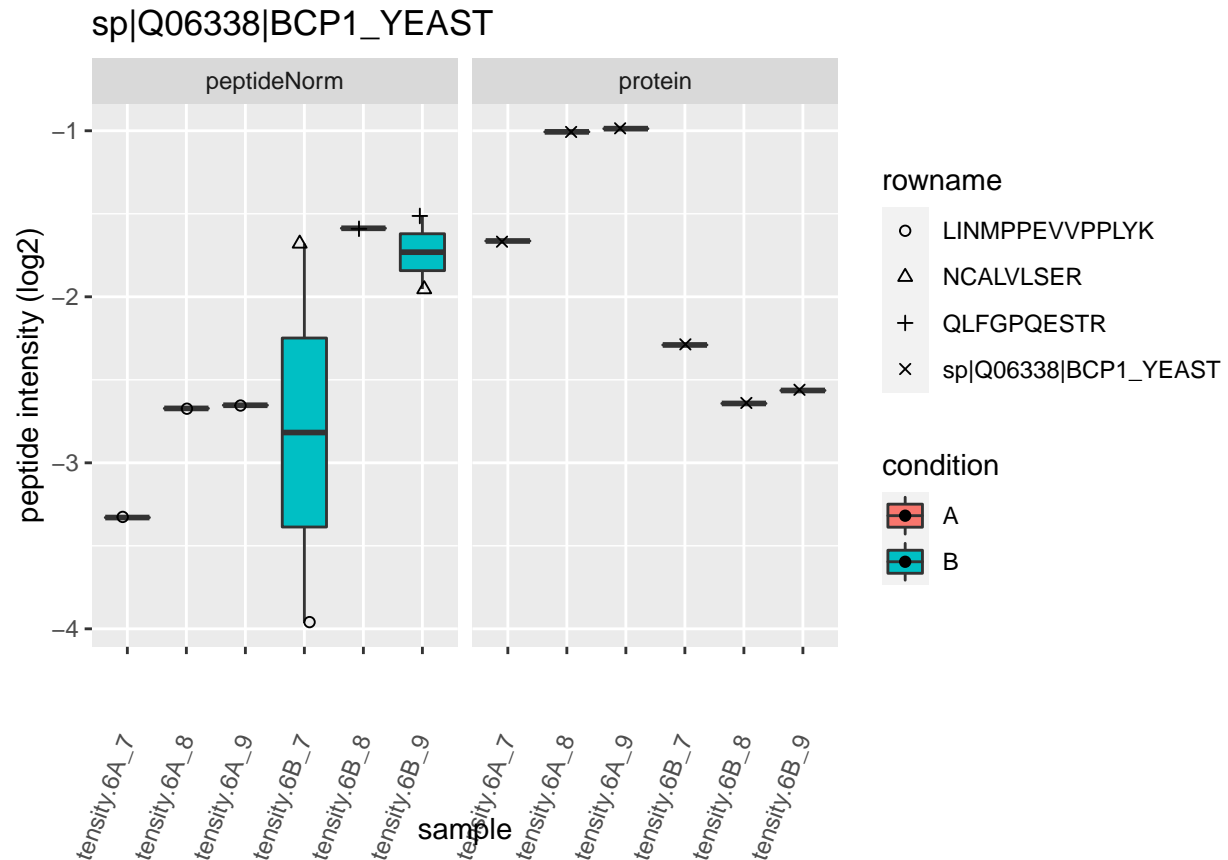 sp|Q06338|BCP1_YEAST
peptideNorm
protein
peptide intensity (log2)
−1
−2
−3
−4
tensity.6A_7
tensity.6A_8
tensity.6A_9
tensity.6B_7
tensity.6B_8
tensity.6B_9
tensity.6A_7
tensity.6A_8
tensity.6A_9
tensity.6B_7
tensity.6B_8
tensity.6B_9
sample
rowname
LINMPPEVVPPLYK
NCALVLSER
QLFGPQESTR
sp|Q06338|BCP1_YEAST
condition
A
B